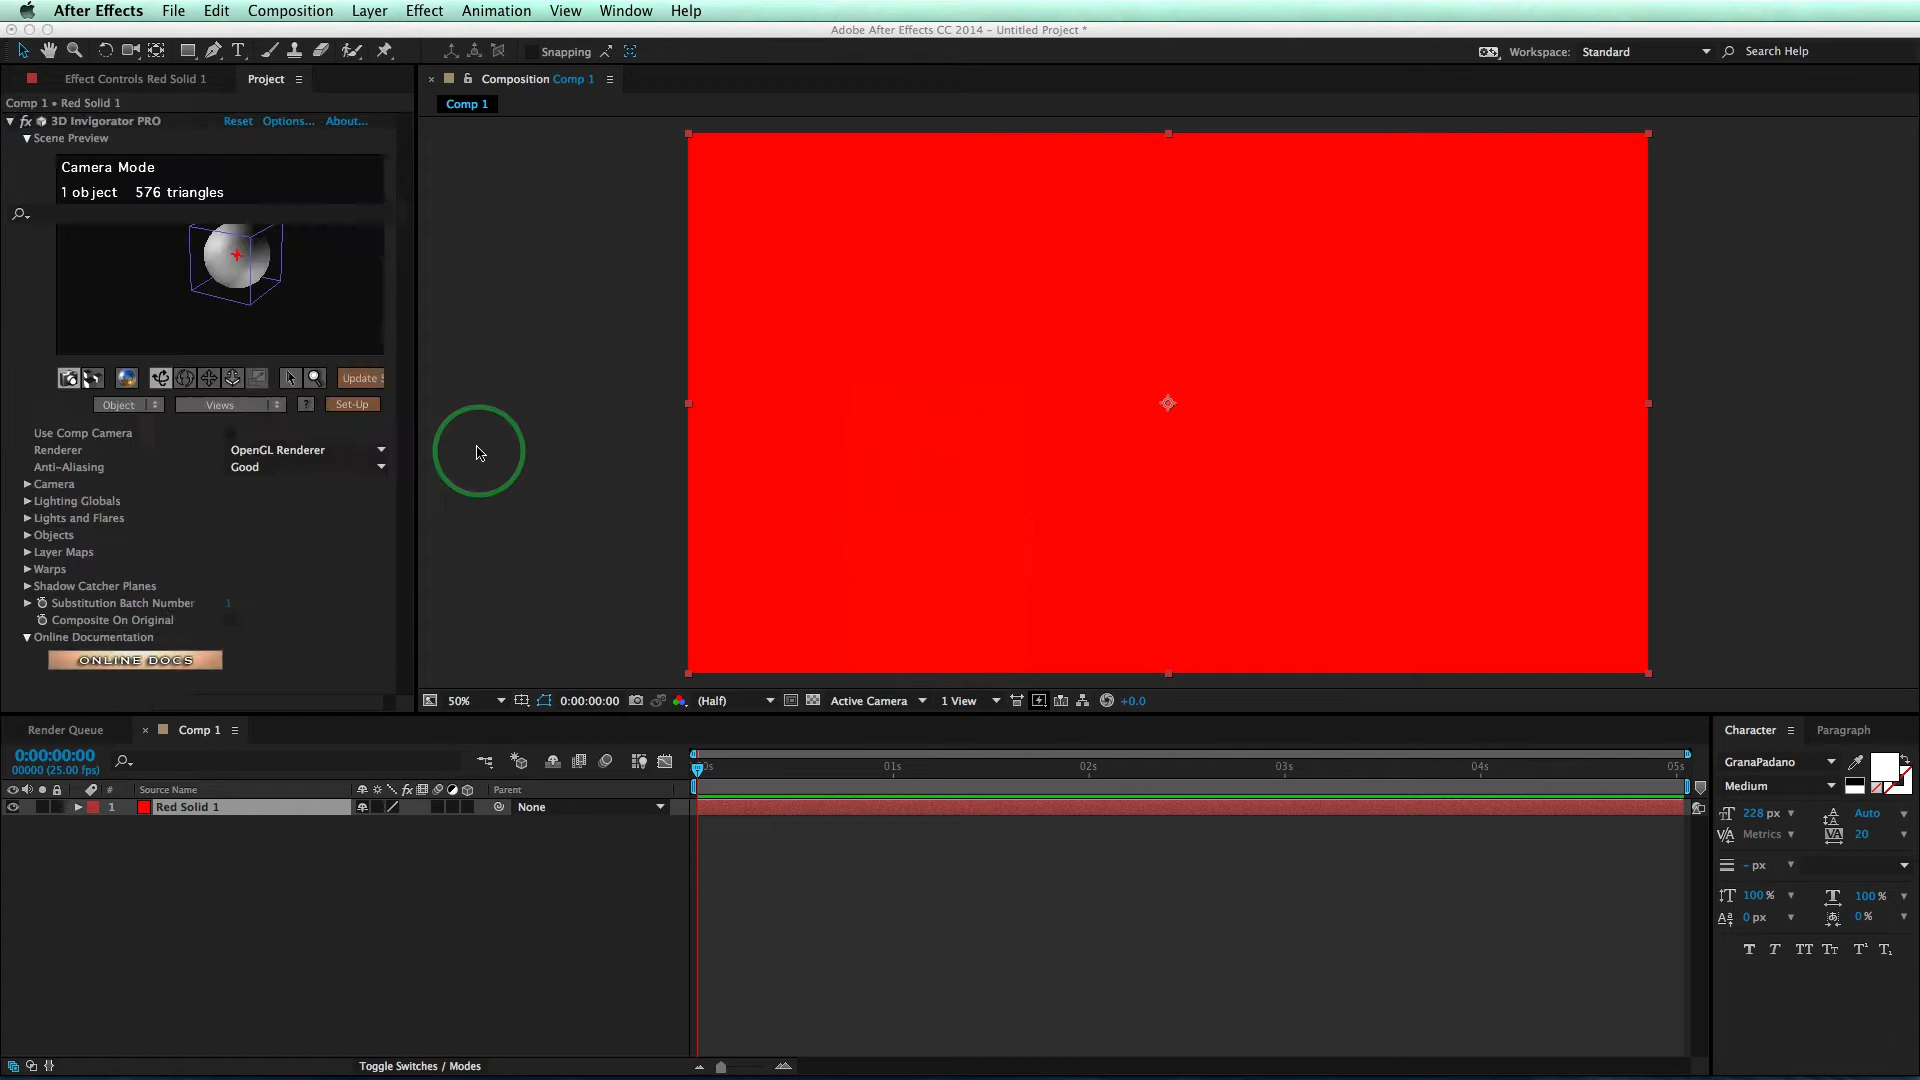 After Effects File Edit Composition Layer Effect Animation View Window Help
Adobe After Effects CC 2014 - Untitled Project *
Snapping Workspace: Standard Search Help
Effect Controls Red Solid 1 Project Composition Comp 1
Comp 1 • Red Solid 1 Comp 1
fx 3D Invigorator PRO Reset Options... About...
Scene Preview
Camera Mode
1 object 576 triangles
Update S
Object Views ? Set-Up
Use Comp Camera
Renderer OpenGL Renderer
Anti-Aliasing Good
Camera
Lighting Globals
Lights and Flares
Objects
Layer Maps
Warps
Shadow Catcher Planes
Substitution Batch Number 1
Composite On Original
Online Documentation
ONLINE DOCS
50% 0:00:00:00 (Half) Active Camera 1 View +0.0
Render Queue Comp 1 Character Paragraph
0:00:00:00
00000 (25.00 fps)
0s 01s 02s 03s 04s 05s
# Source Name fx Parent
1 Red Solid 1 None
GranaPadano
Medium
228 px Auto
Metrics 20
- px
100 % 100 %
0 px 0 %
T T TT Tt T¹ T₁
Toggle Switches / Modes